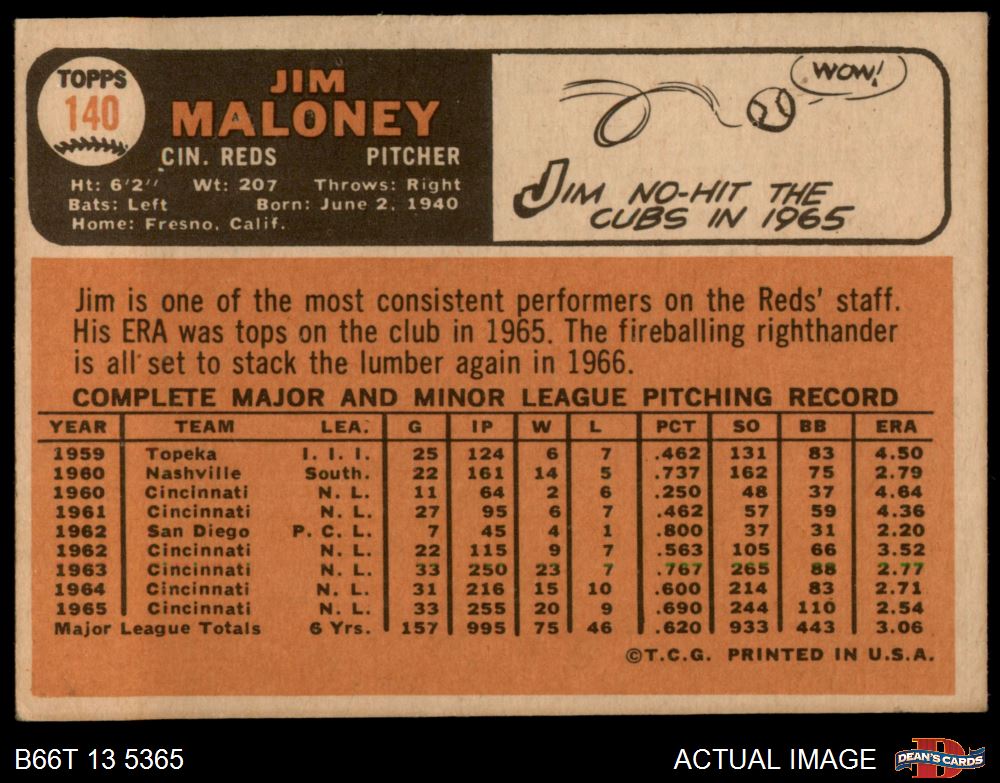 TOPPS
140
JIM
MALONEY
CIN. REDS PITCHER
Ht: 6'2" Wt: 207 Throws: Right
Bats: Left Born: June 2, 1940
Home: Fresno, Calif.
WOW!
JIM NO-HIT THE
CUBS IN 1965
Jim is one of the most consistent performers on the Reds' staff.
His ERA was tops on the club in 1965. The fireballing righthander
is all set to stack the lumber again in 1966.
COMPLETE MAJOR AND MINOR LEAGUE PITCHING RECORD
YEAR TEAM LEA. G IP W L PCT SO BB ERA
1959 Topeka I. I. I. 25 124 6 7 .462 131 83 4.50
1960 Nashville South. 22 161 14 5 .737 162 75 2.79
1960 Cincinnati N. L. 11 64 2 6 .250 48 37 4.64
1961 Cincinnati N. L. 27 95 6 7 .462 57 59 4.36
1962 San Diego P. C. L. 7 45 4 1 .800 37 31 2.20
1962 Cincinnati N. L. 22 115 9 7 .563 105 66 3.52
1963 Cincinnati N. L. 33 250 23 7 .767 265 88 2.77
1964 Cincinnati N. L. 31 216 15 10 .600 214 83 2.71
1965 Cincinnati N. L. 33 255 20 9 .690 244 110 2.54
Major League Totals 6 Yrs. 157 995 75 46 .620 933 443 3.06
©T.C.G. PRINTED IN U.S.A.
B66T 13 5365 ACTUAL IMAGE
D
DEAN'S CARDS